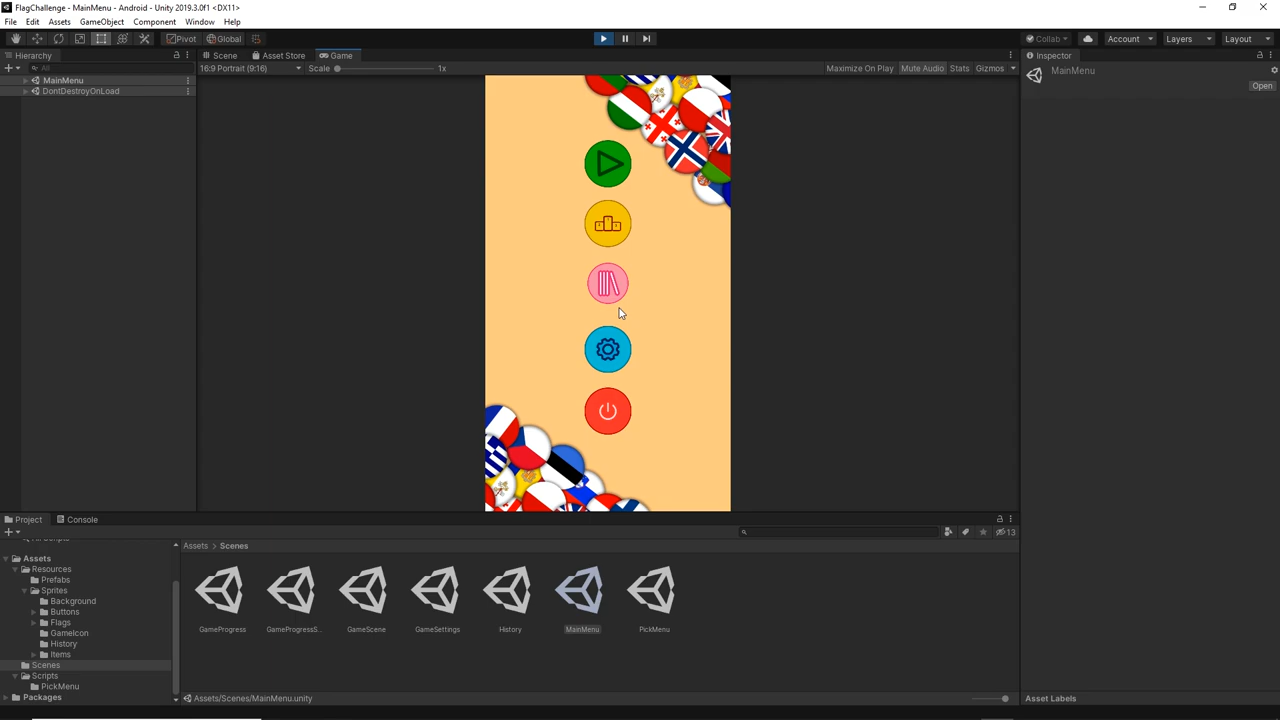 FlagChallenge - MainMenu - Android - Unity 2019.3.0f1 <DX11>
File Edit Assets GameObject Component Window Help
Pivot Global Collab Account Layers Layout
Hierarchy Scene Asset Store Game Inspector
All 16:9 Portrait (9:16) Scale 1x Maximize On Play Mute Audio Stats Gizmos MainMenu
MainMenu
Open
DontDestroyOnLoad
Project Console
13
Assets > Scenes
Assets
Resources
Prefabs
Sprites
Background
Buttons
Flags
GameIcon
History
Items
Scenes
Scripts
PickMenu
Packages
GameProgress GameProgressS... GameScene GameSettings History MainMenu PickMenu
Assets/Scenes/MainMenu.unity
Asset Labels